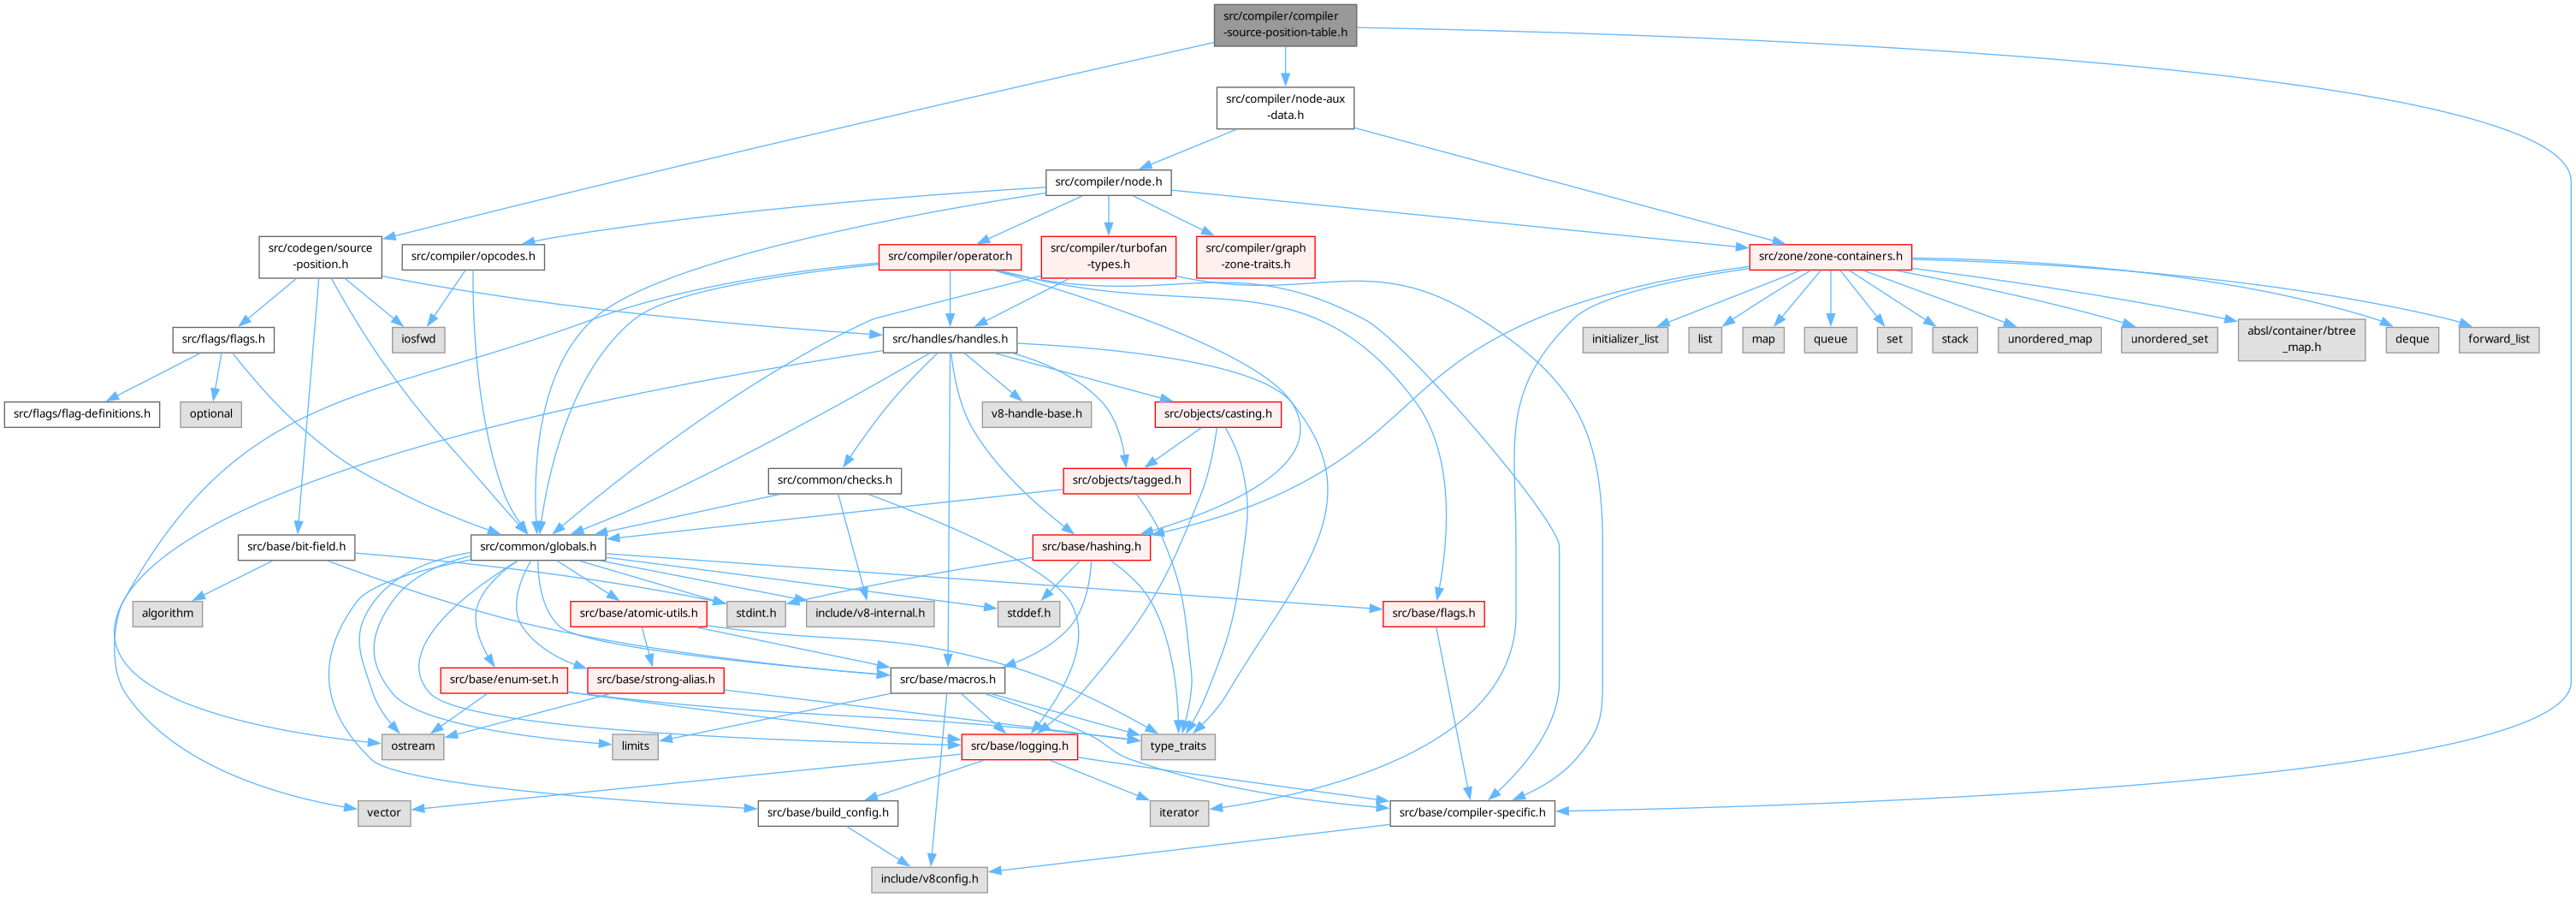 src/compiler/compiler
-source-position-table.h
src/compiler/node-aux
-data.h
src/compiler/node.h
src/codegen/source
-position.h
src/compiler/opcodes.h
src/compiler/operator.h
src/compiler/turbofan
-types.h
src/compiler/graph
-zone-traits.h
src/zone/zone-containers.h
src/flags/flags.h
iosfwd
src/handles/handles.h
initializer_list
list
map
queue
set
stack
unordered_map
unordered_set
absl/container/btree
_map.h
deque
forward_list
src/flags/flag-definitions.h
optional
v8-handle-base.h
src/objects/casting.h
src/common/checks.h
src/objects/tagged.h
src/base/bit-field.h
src/common/globals.h
src/base/hashing.h
algorithm
src/base/atomic-utils.h
stdint.h
include/v8-internal.h
stddef.h
src/base/flags.h
src/base/enum-set.h
src/base/strong-alias.h
src/base/macros.h
ostream
limits
src/base/logging.h
type_traits
vector
src/base/build_config.h
iterator
src/base/compiler-specific.h
include/v8config.h